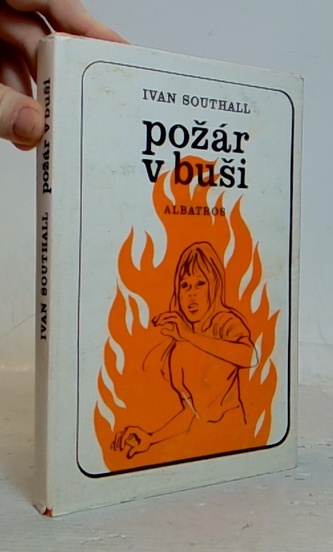 IVAN SOUTHALL
požár
v buši
ALBATROS
IVAN SOUTHALL požár v buši